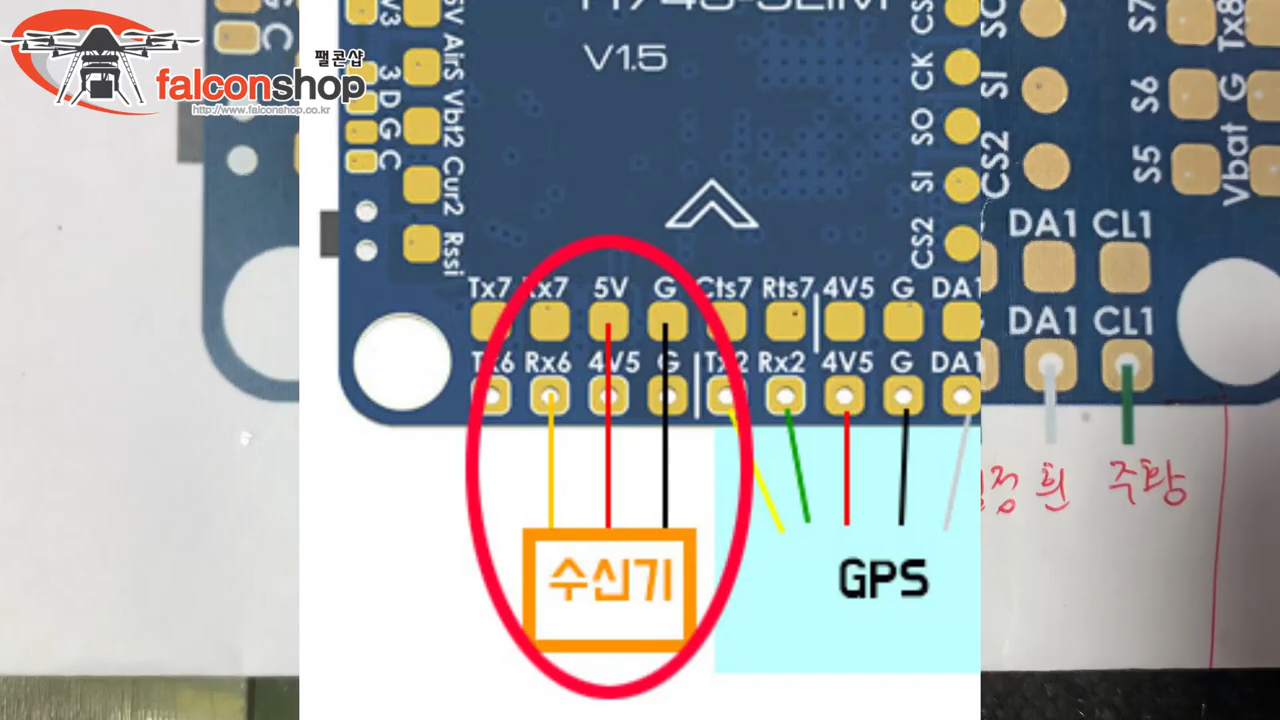 팰콘샵
falconshop
http://www.falconshop.co.kr
V3
C
3
D
G
C
5V
AirS
Vbt2
Cur2
Rssi
V1.5
CS
CK
SO
SI
CS2
SI
CS2
S7
S6
S5
Tx8
G
Vbat
DA1 CL1
DA1 CL1
Tx7 Rx7 5V G Cts7 Rts7 4V5 G DA1
Tx6 Rx6 4V5 G Tx2 Rx2 4V5 G DA1
흰 주황
수신기
GPS